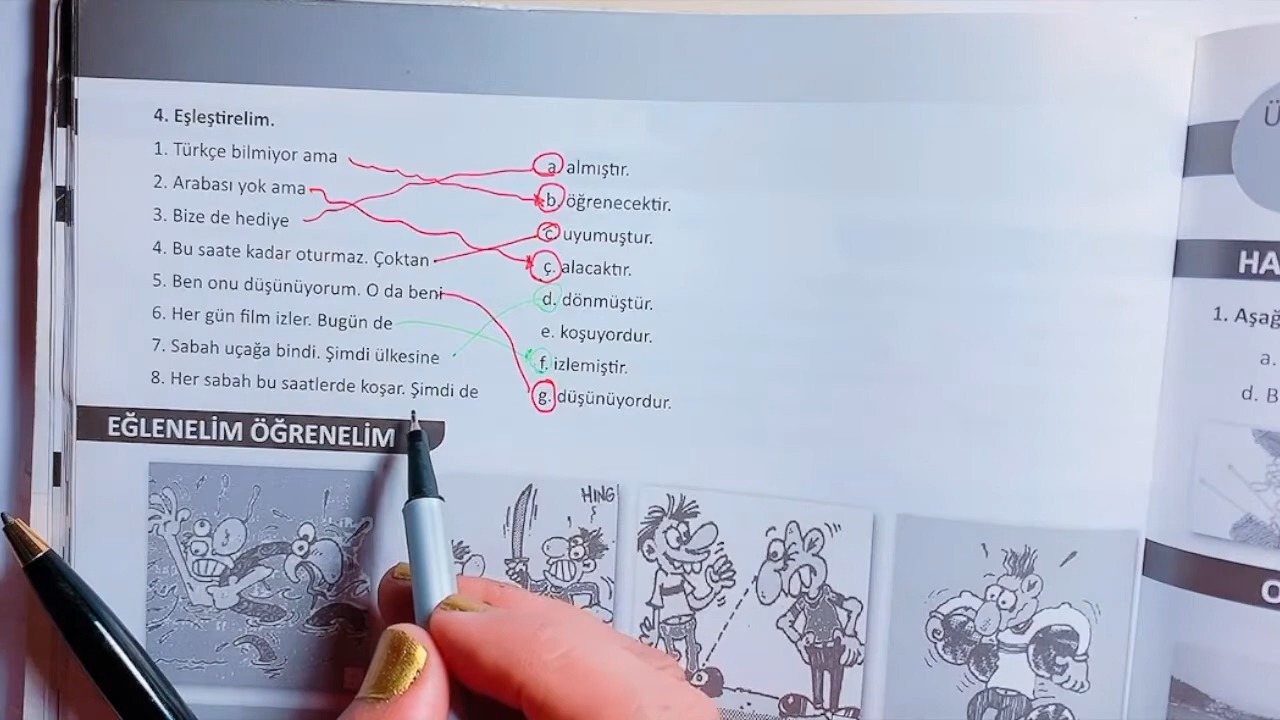 4. Eşleştirelim.
1. Türkçe bilmiyor ama
2. Arabası yok ama
3. Bize de hediye
4. Bu saate kadar oturmaz. Çoktan
5. Ben onu düşünüyorum. O da beni
6. Her gün film izler. Bugün de
7. Sabah uçağa bindi. Şimdi ülkesine
8. Her sabah bu saatlerde koşar. Şimdi de
a. almıştır.
b. öğrenecektir.
c. uyumuştur.
ç. alacaktır.
d. dönmüştür.
e. koşuyordur.
f. izlemiştir.
g. düşünüyordur.
EĞLENELİM ÖĞRENELİM
HING
Ü
HA
1. Aşağ
a.
d. B
O